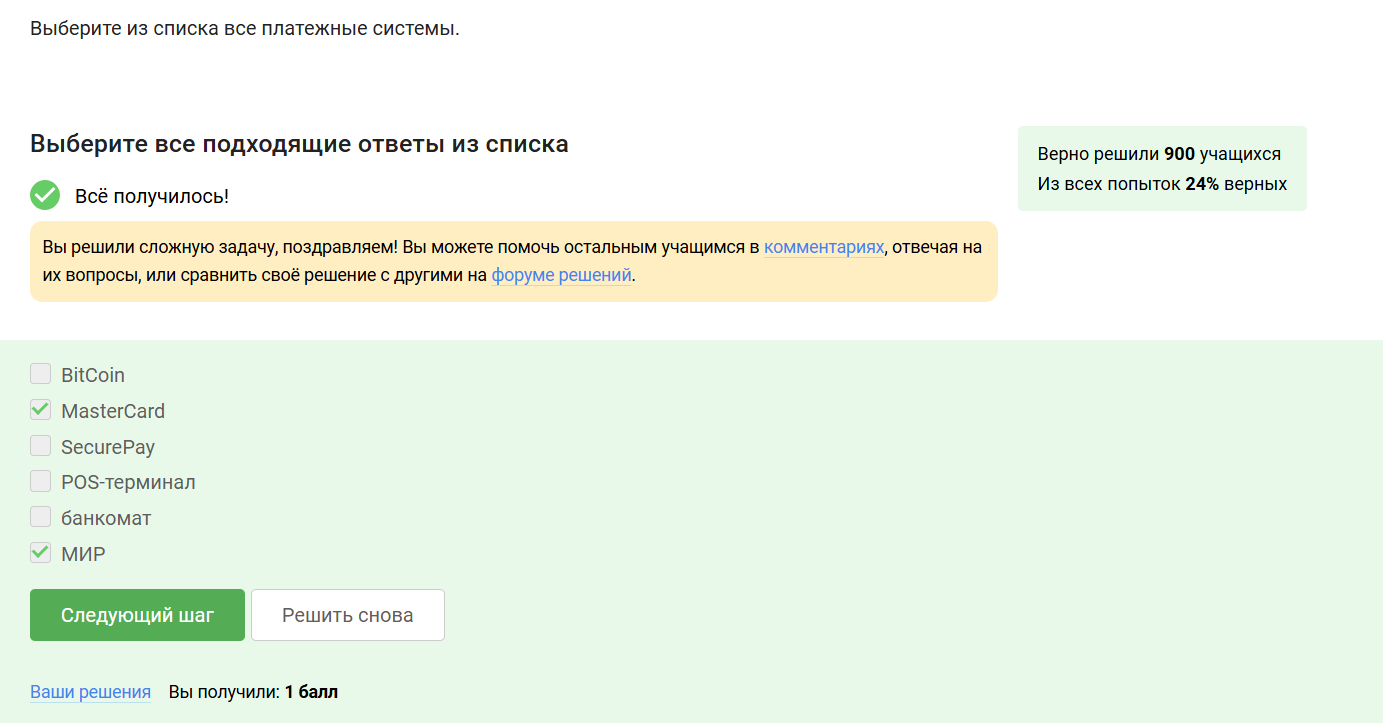 Выберите из списка все платежные системы.
Выберите все подходящие ответы из списка
Верно решили 900 учащихся
Из всех попыток 24% верных
Всё получилось!
Вы решили сложную задачу, поздравляем! Вы можете помочь остальным учащимся в комментариях, отвечая на
их вопросы, или сравнить своё решение с другими на форуме решений.
BitCoin
MasterCard
SecurePay
POS-терминал
банкомат
МИР
Следующий шаг
Решить снова
Ваши решения Вы получили: 1 балл